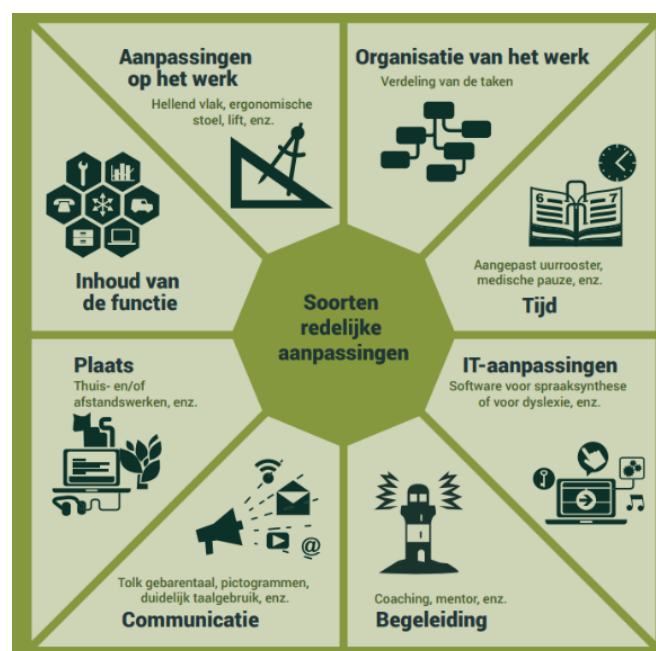 Aanpassingen
op het werk
Hellend vlak, ergonomische
stoel, lift, enz.
Organisatie van het werk
Verdeling van de taken
6
7
Aangepast uurrooster,
medische pauze, enz.
Tijd
Inhoud van
de functie
Soorten
redelijke
aanpassingen
Plaats
Thuis- en/of
afstandswerken, enz.
IT-aanpassingen
Software voor spraaksynthese
of voor dyslexie, enz.
@
Tolk gebarentaal, pictogrammen,
duidelijk taalgebruik, enz.
Communicatie
Coaching, mentor, enz.
Begeleiding